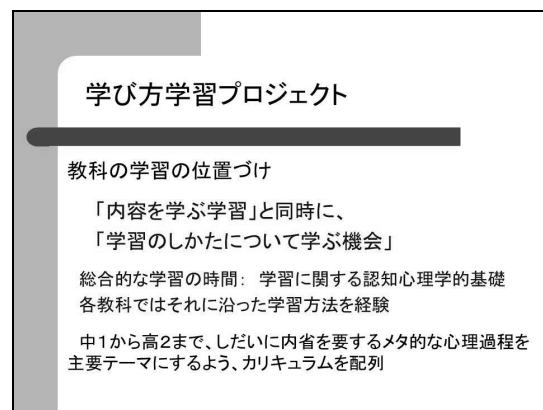 学び方学習プロジェクト
教科の学習の位置づけ
「内容を学ぶ学習」と同時に、
「学習のしかたについて学ぶ機会」
総合的な学習の時間： 学習に関する認知心理学的基礎
各教科ではそれに沿った学習方法を経験
中１から高２まで、しだいに内省を要するメタ的な心理過程を
主要テーマにするよう、カリキュラムを配列